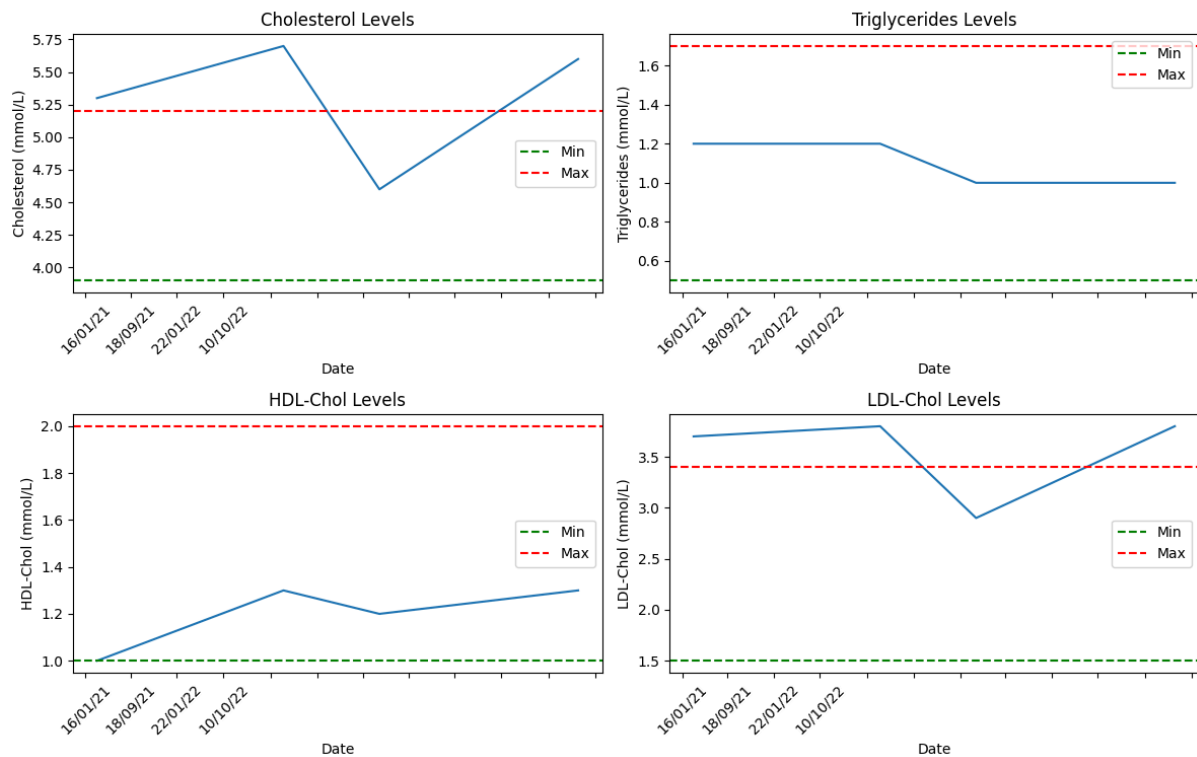 Cholesterol Levels
Cholesterol (mmol/L)
5.75
5.50
5.25
5.00
4.75
4.50
4.25
4.00
Min
Max
16/01/21
18/09/21
22/01/22
10/10/22
Date
Triglycerides Levels
Triglycerides (mmol/L)
1.6
1.4
1.2
1.0
0.8
0.6
Min
Max
16/01/21
18/09/21
22/01/22
10/10/22
Date
HDL-Chol Levels
HDL-Chol (mmol/L)
2.0
1.8
1.6
1.4
1.2
1.0
Min
Max
16/01/21
18/09/21
22/01/22
10/10/22
Date
LDL-Chol Levels
LDL-Chol (mmol/L)
3.5
3.0
2.5
2.0
1.5
Min
Max
16/01/21
18/09/21
22/01/22
10/10/22
Date